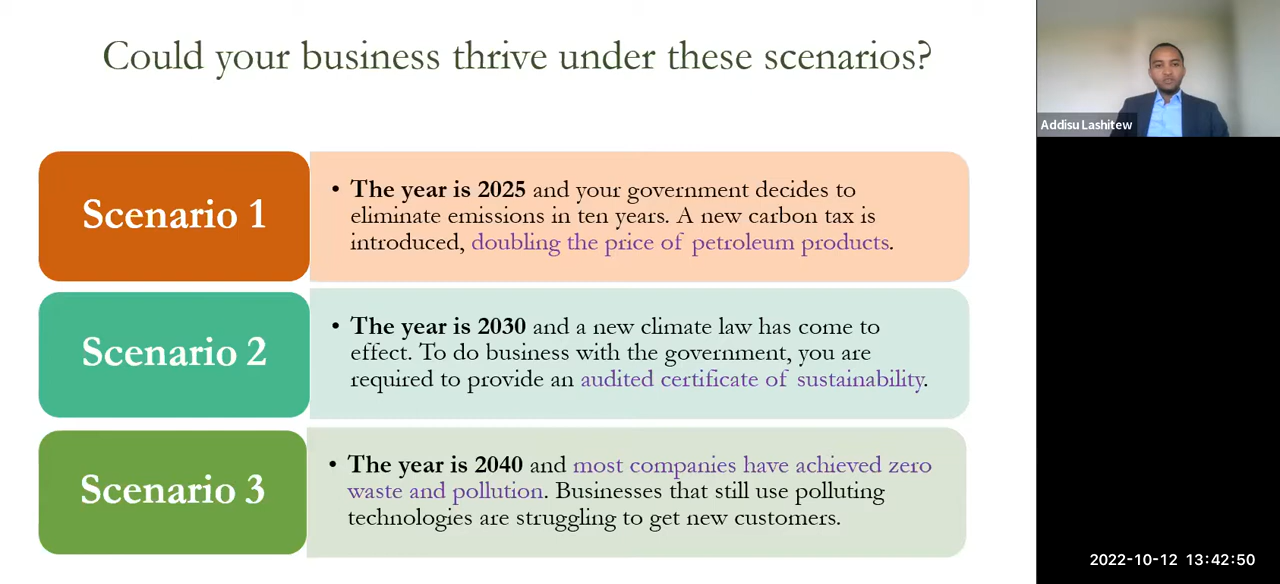 Could your business thrive under these scenarios?
Addisu Lashitew
Scenario 1
• The year is 2025 and your government decides to
eliminate emissions in ten years. A new carbon tax is
introduced, doubling the price of petroleum products.
Scenario 2
• The year is 2030 and a new climate law has come to
effect. To do business with the government, you are
required to provide an audited certificate of sustainability.
Scenario 3
• The year is 2040 and most companies have achieved zero
waste and pollution. Businesses that still use polluting
technologies are struggling to get new customers.
2022-10-12 13:42:50